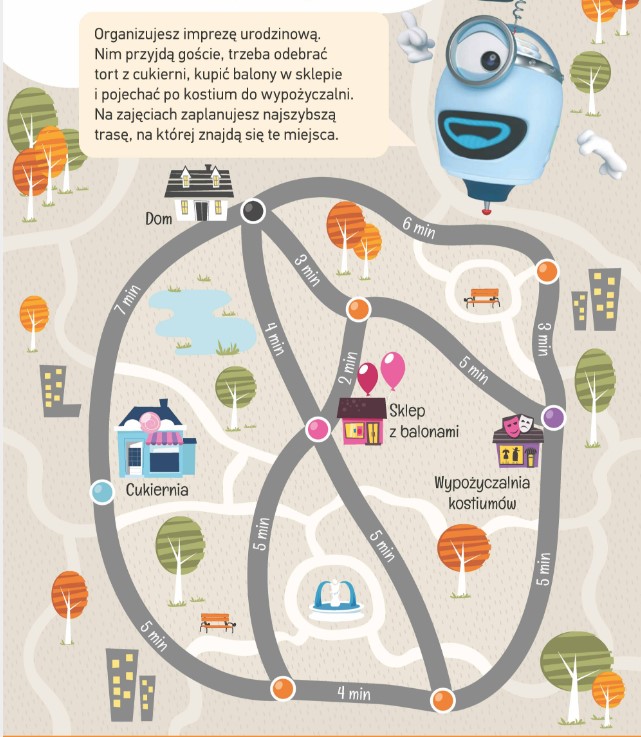 Organizujesz imprezę urodzinową.
Nim przyjdą goście, trzeba odebrać
tort z cukierni, kupić balony w sklepie
i pojechać po kostium do wypożyczalni.
Na zajęciach zaplanujesz najszybszą
trasę, na której znajdą się te miejsca.
Dom
6 min
3 min
7 min
4 min
3 min
2 min
5 min
Sklep
z balonami
Cukiernia
Wypożyczalnia
kostiumów
5 min
5 min
5 min
5 min
4 min